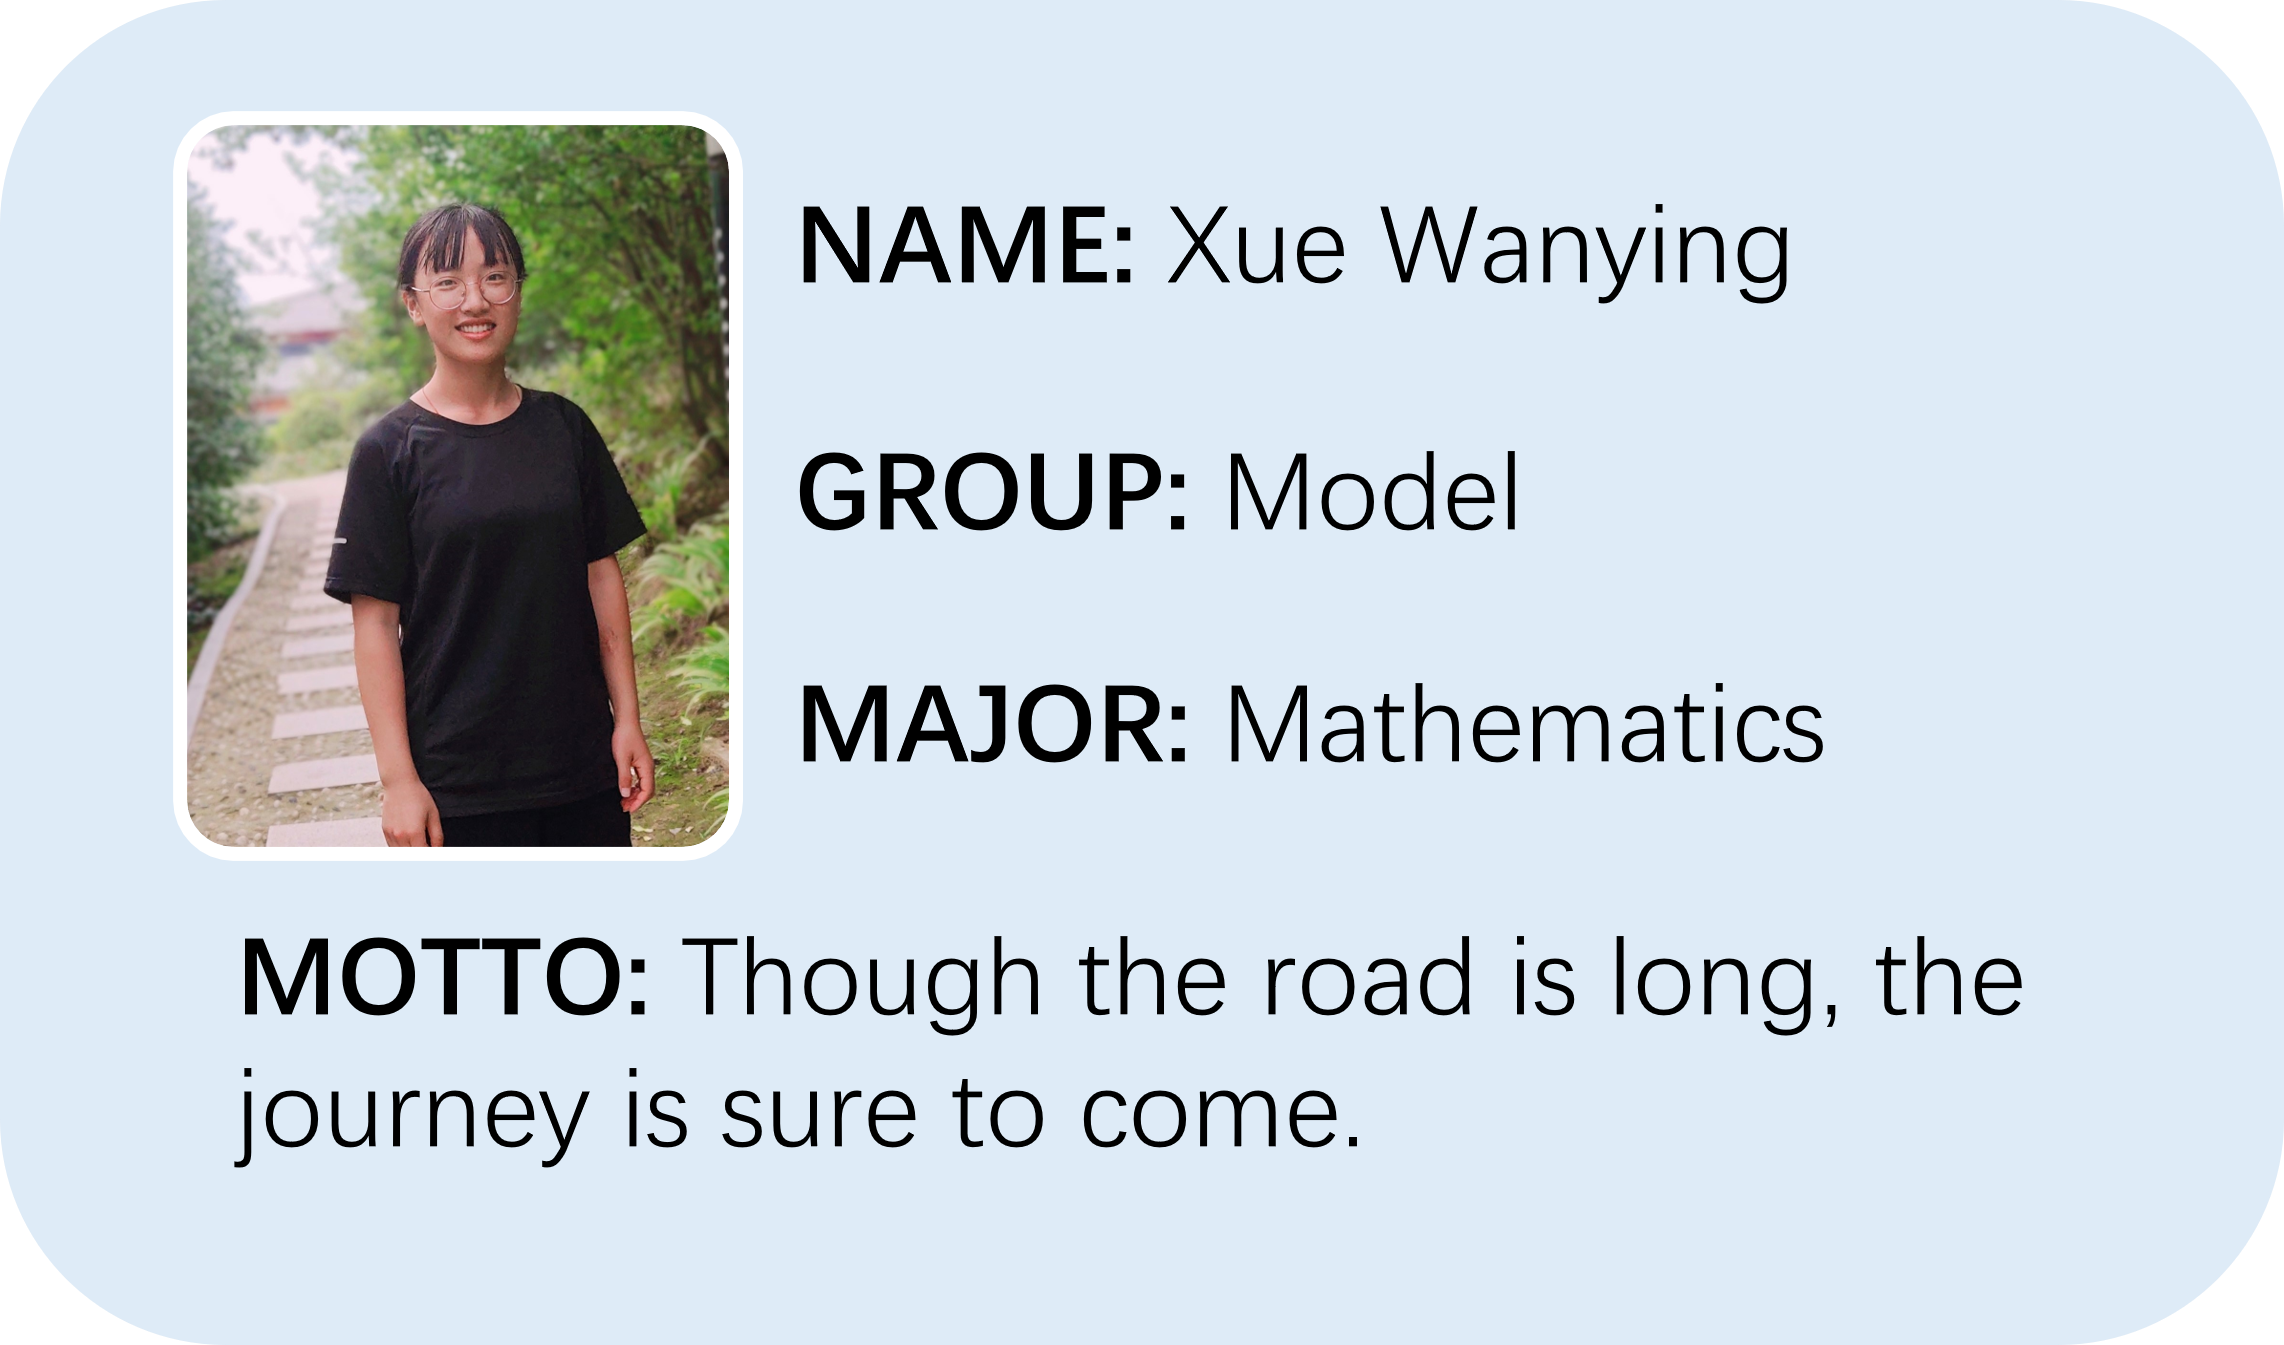 NAME: Xue Wanying
GROUP: Model
MAJOR: Mathematics
MOTTO: Though the road is long, the
journey is sure to come.